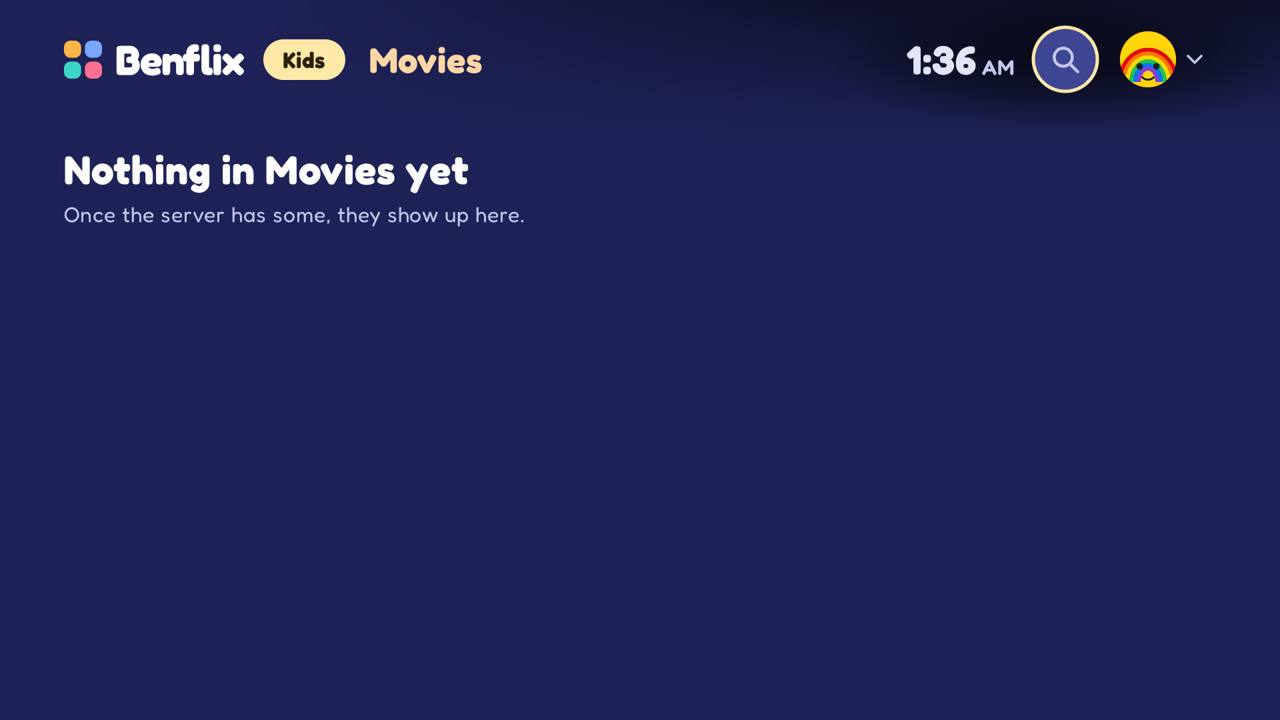 Benflix Kids Movies 1:36 AM
Nothing in Movies yet
Once the server has some, they show up here.